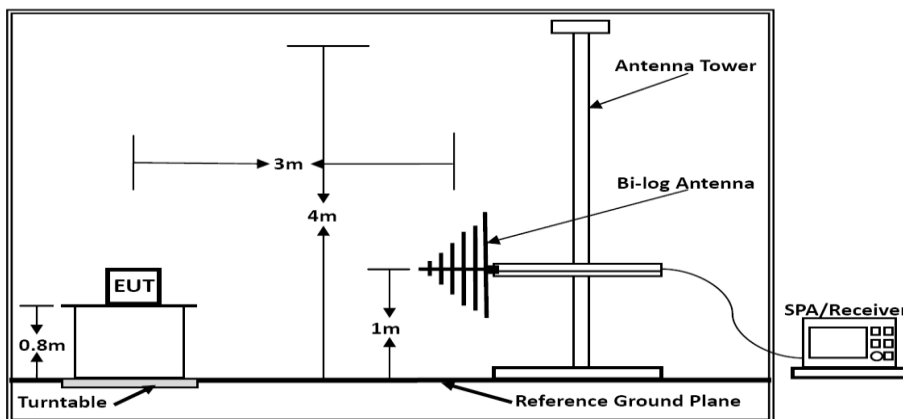 Antenna Tower
3m
Bi-log Antenna
4m
EUT
SPA/Receiver
1m
0.8m
Turntable
Reference Ground Plane